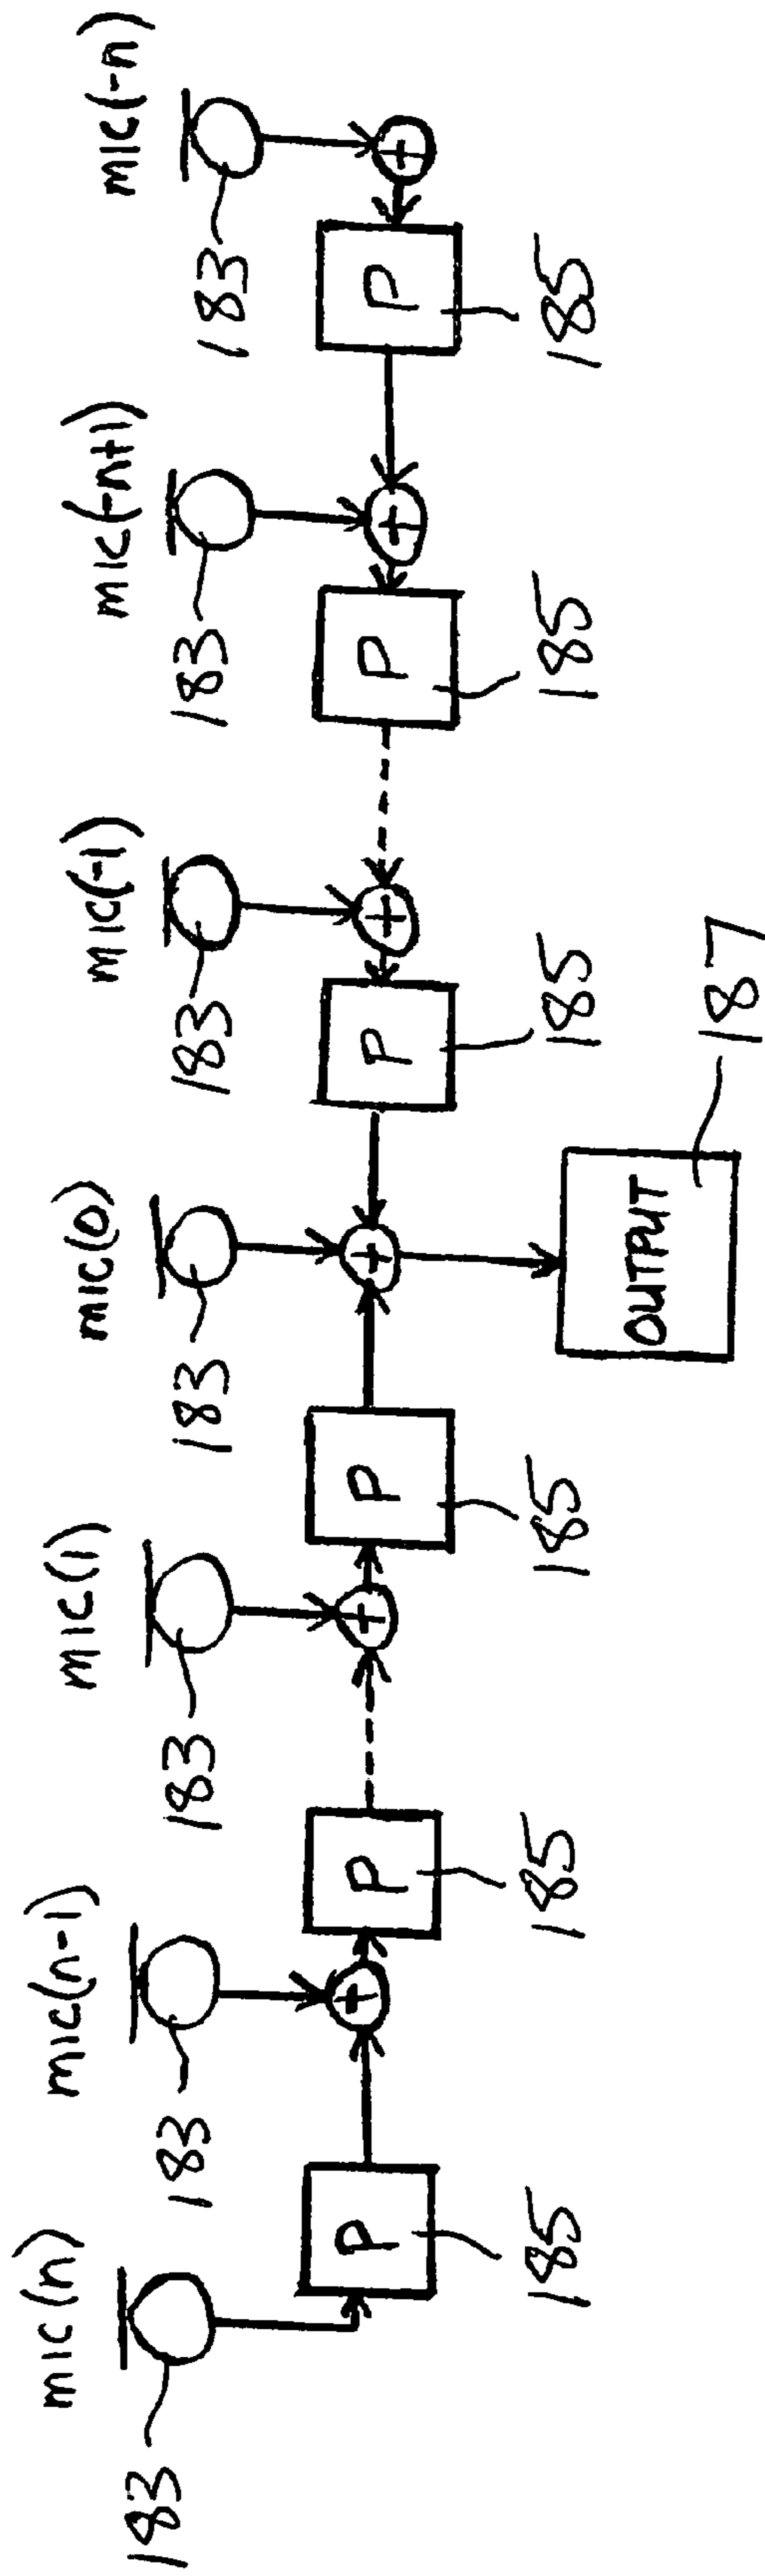 mic(n) mic(n-1) mic(1) mic(0) mic(-1) mic(-n+1) mic(-n)
183 183 183 183 183 183 183
+ + + + + +
P P P P P P
185 185 185 185 185 185
OUTPUT
187